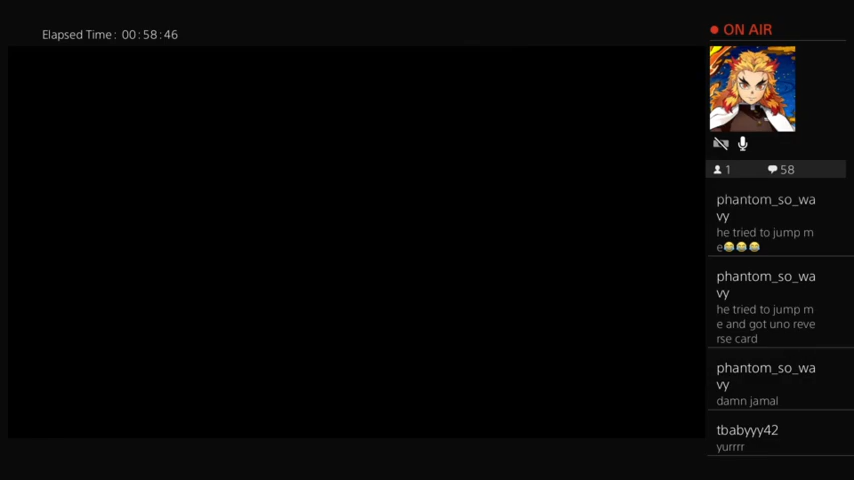 Elapsed Time: 00:58:46
ON AIR
1 58
phantom_so_wa
vy
he tried to jump m
e😂😂😂
phantom_so_wa
vy
he tried to jump m
e and got uno reve
rse card
phantom_so_wa
vy
damn jamal
tbabyyy42
yurrrr